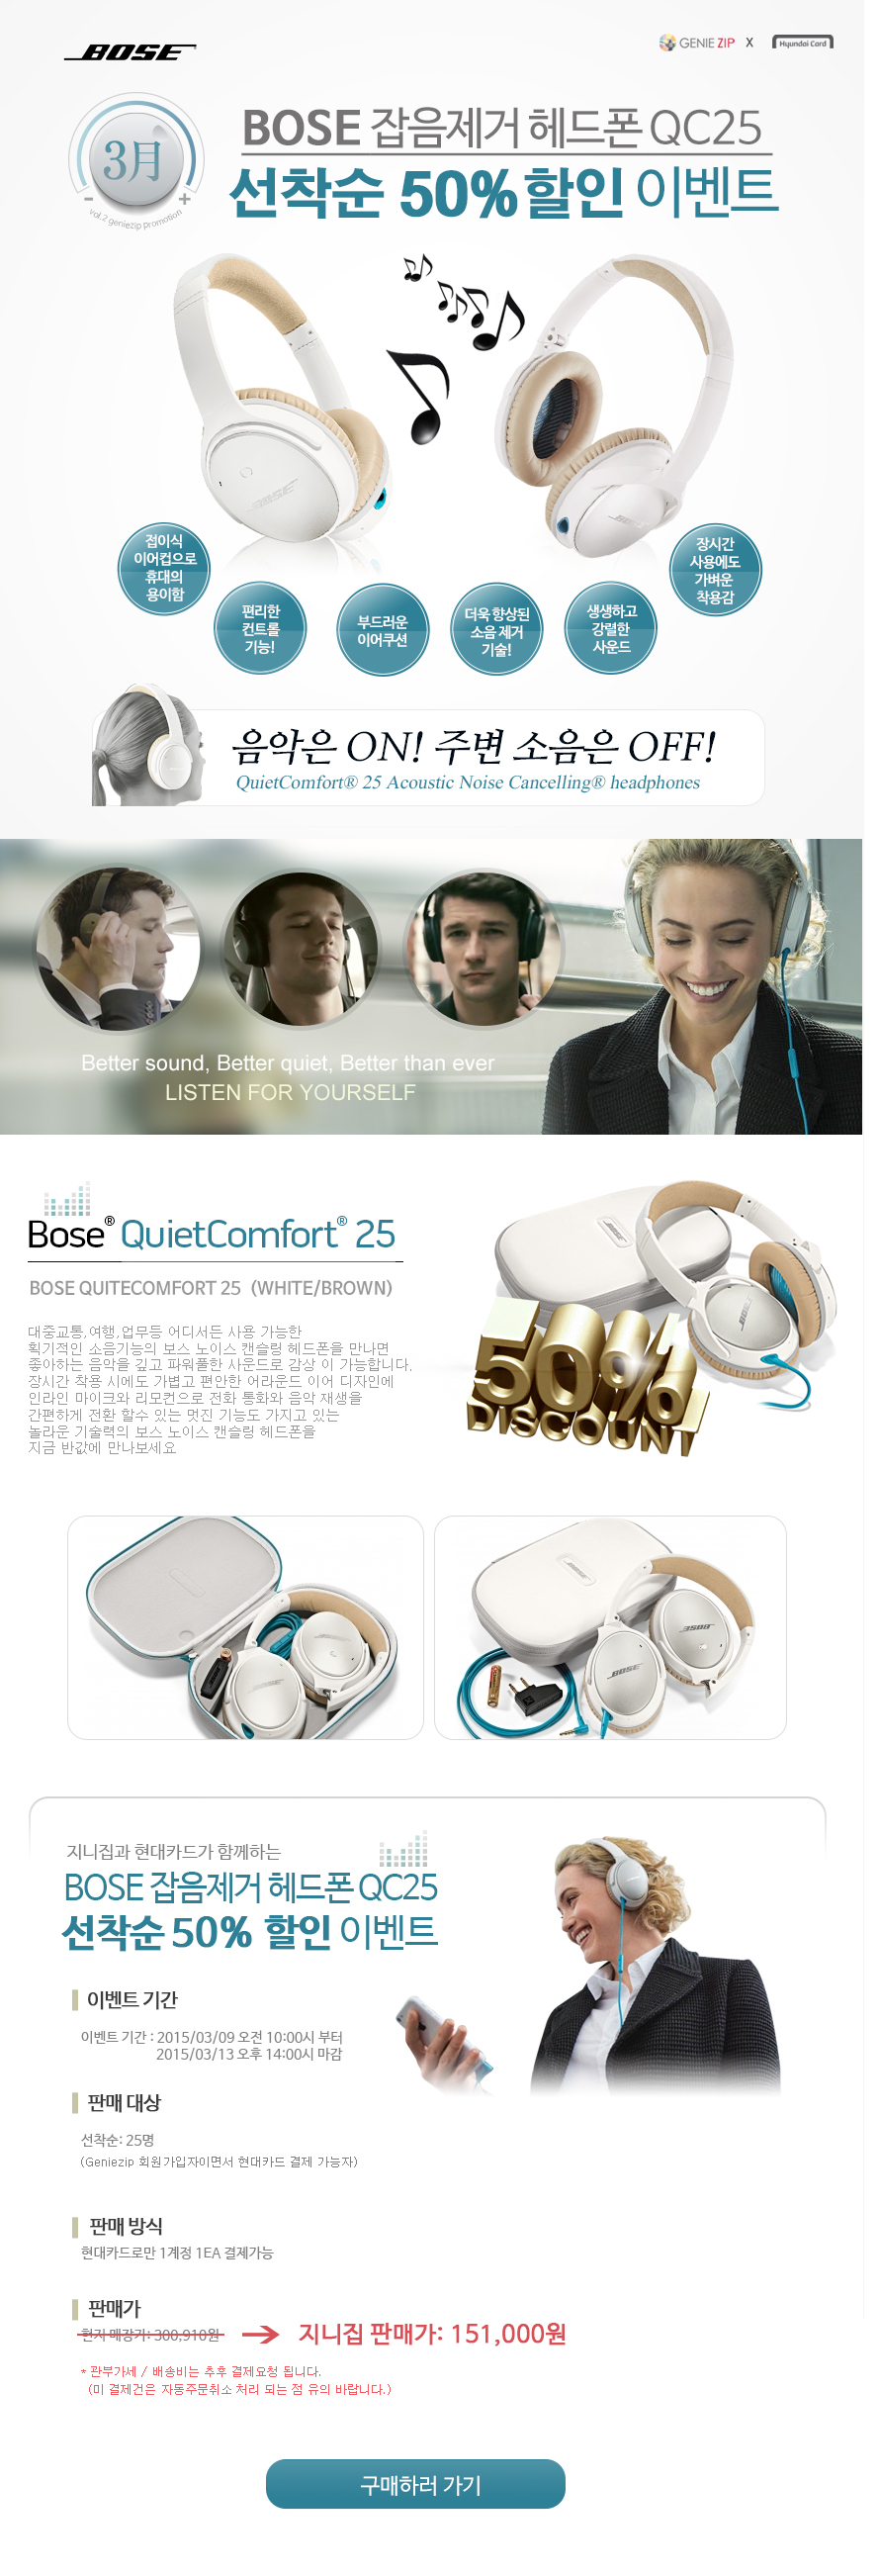 BOSE
GENIE ZIP X Hyundai Card
3月
vol.2 geniezip promotion
BOSE 잡음제거 헤드폰 QC25
선착순 50% 할인 이벤트
접이식
이어컵으로
휴대의
용이함
편리한
컨트롤
기능!
부드러운
이어쿠션
더욱 향상된
소음 제거
기술!
생생하고
강렬한
사운드
장시간
사용에도
가벼운
착용감
음악은 ON! 주변 소음은 OFF!
QuietComfort® 25 Acoustic Noise Cancelling® headphones
Better sound, Better quiet, Better than ever
LISTEN FOR YOURSELF
Bose® QuietComfort® 25
BOSE QUITECOMFORT 25 (WHITE/BROWN)
대중교통,여행,업무등 어디서든 사용 가능한
획기적인 소음기능의 보스 노이스 캔슬링 헤드폰을 만나면
좋아하는 음악을 깊고 파워풀한 사운드로 감상 이 가능합니다.
장시간 착용 시에도 가볍고 편안한 어라운드 이어 디자인에
인라인 마이크와 리모컨으로 전화 통화와 음악 재생을
간편하게 전환 할수 있는 멋진 기능도 가지고 있는
놀라운 기술력의 보스 노이스 캔슬링 헤드폰을
지금 반값에 만나보세요
50%
DISCOUNT
지니집과 현대카드가 함께하는
BOSE 잡음제거 헤드폰 QC25
선착순 50% 할인 이벤트
이벤트 기간
이벤트 기간 : 2015/03/09 오전 10:00시 부터
2015/03/13 오후 14:00시 마감
판매 대상
선착순: 25명
(Geniezip 회원가입자이면서 현대카드 결제 가능자)
판매 방식
현대카드로만 1계정 1EA 결제가능
판매가
현지 매장가: 300,910원 → 지니집 판매가: 151,000원
* 관부가세 / 배송비는 추후 결제요청 됩니다.
(미 결제건은 자동주문취소 처리 되는 점 유의 바랍니다.)
구매하러 가기